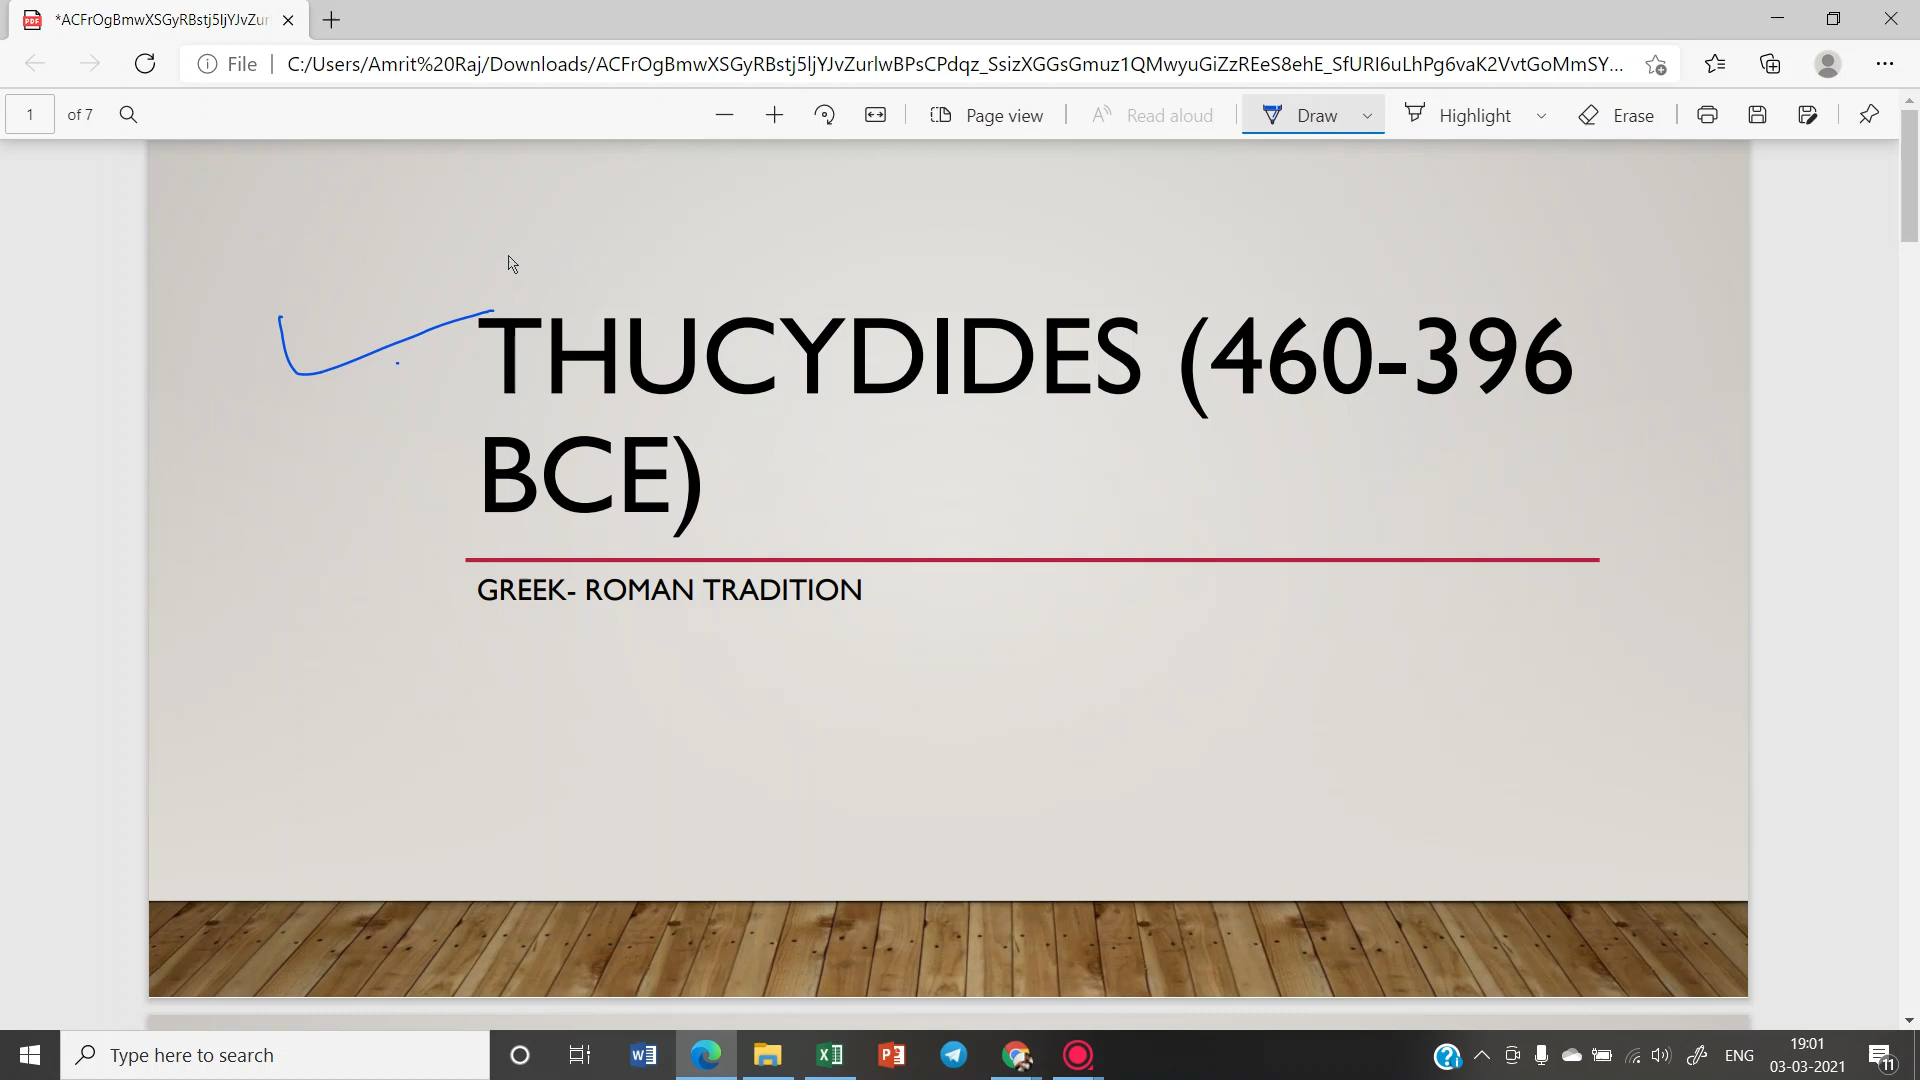 *ACFrOgBmwXSGyRBstj5ljYJvZur
File
C:/Users/Amrit%20Raj/Downloads/ACFrOgBmwXSGyRBstj5ljYJvZurlwBPsCPdqz_SsizXGGsGmuz1QMwyuGiZzREeS8ehE_SfURI6uLhPg6vaK2VvtGoMmSY...
1 of 7
Page view
Read aloud
Draw
Highlight
Erase
THUCYDIDES (460-396
BCE)
GREEK- ROMAN TRADITION
Type here to search
ENG
19:01
03-03-2021
11